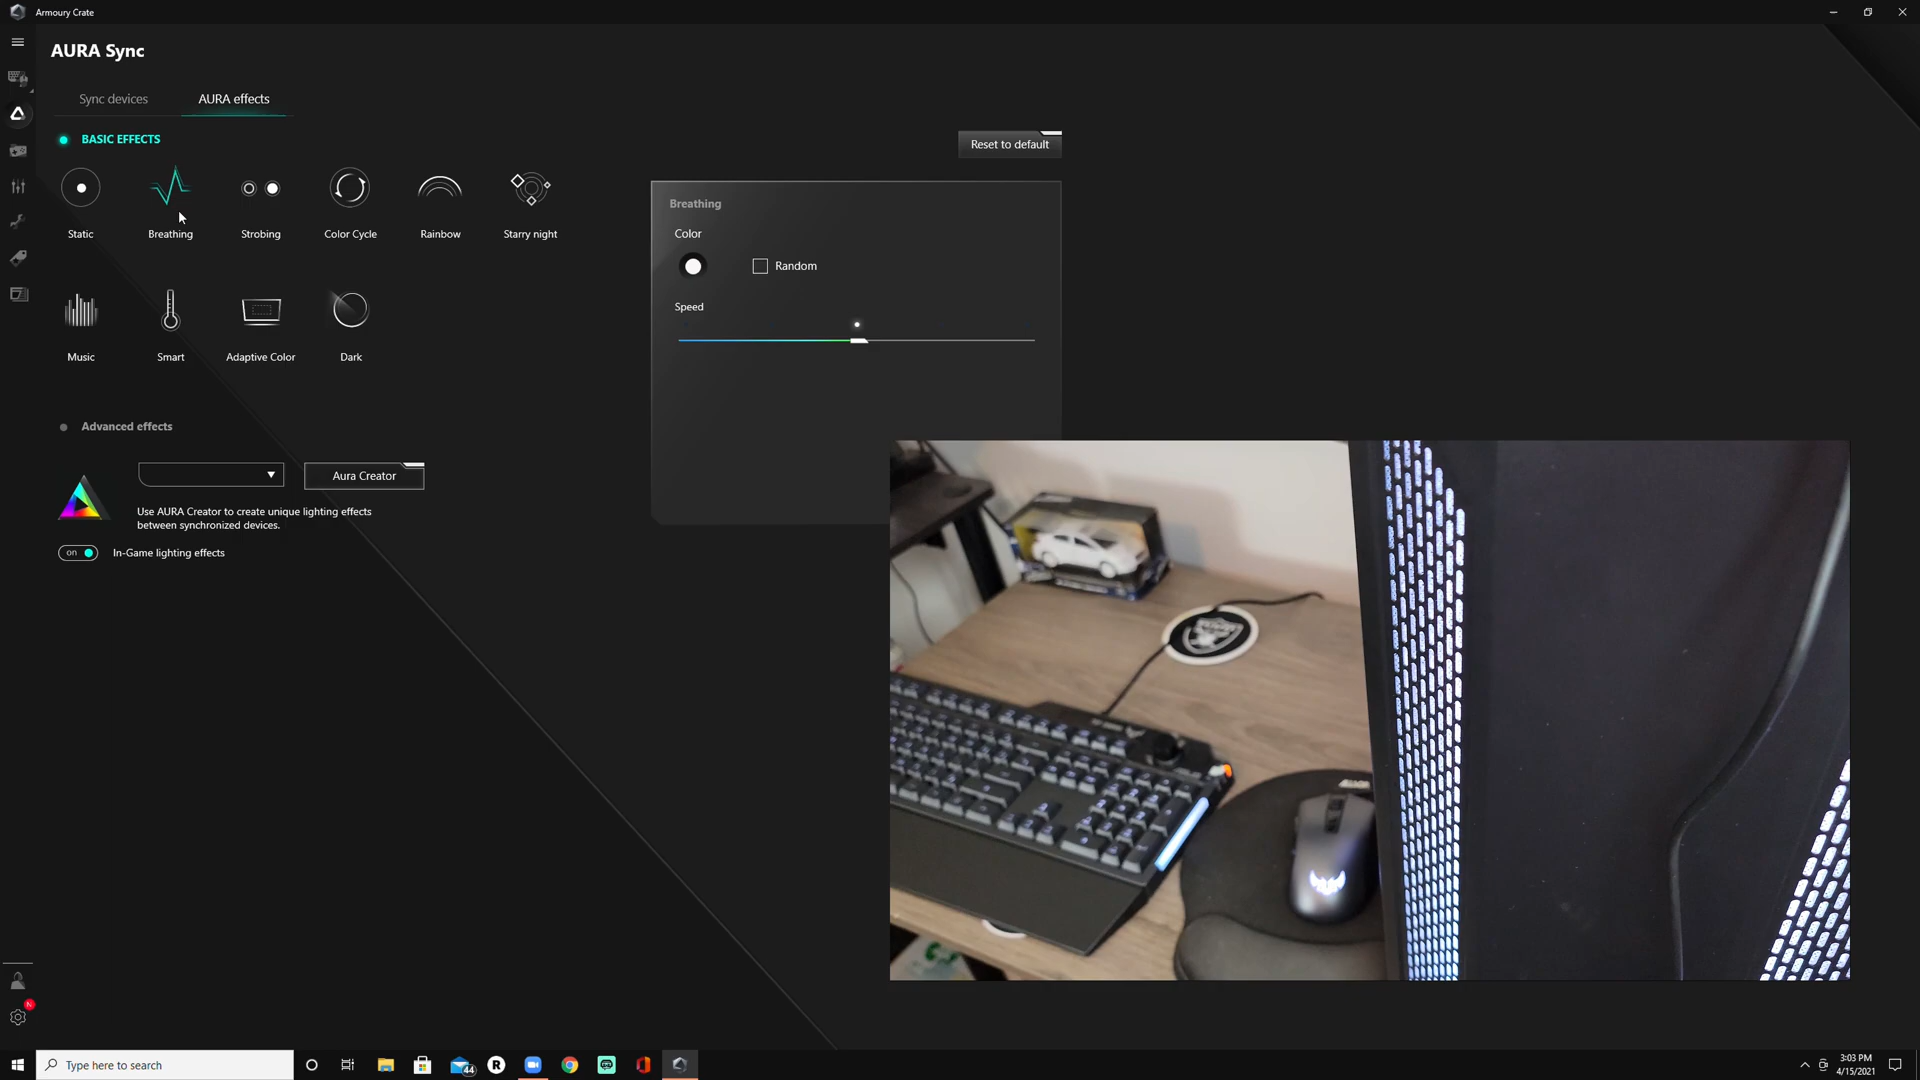 Armoury Crate
AURA Sync
Sync devices
AURA effects
BASIC EFFECTS
Reset to default
Static
Breathing
Strobing
Color Cycle
Rainbow
Starry night
Music
Smart
Adaptive Color
Dark
Breathing
Color
Random
Speed
Advanced effects
Aura Creator
Use AURA Creator to create unique lighting effects
between synchronized devices.
on
In-Game lighting effects
N
Type here to search
44
R
3:03 PM
4/15/2021